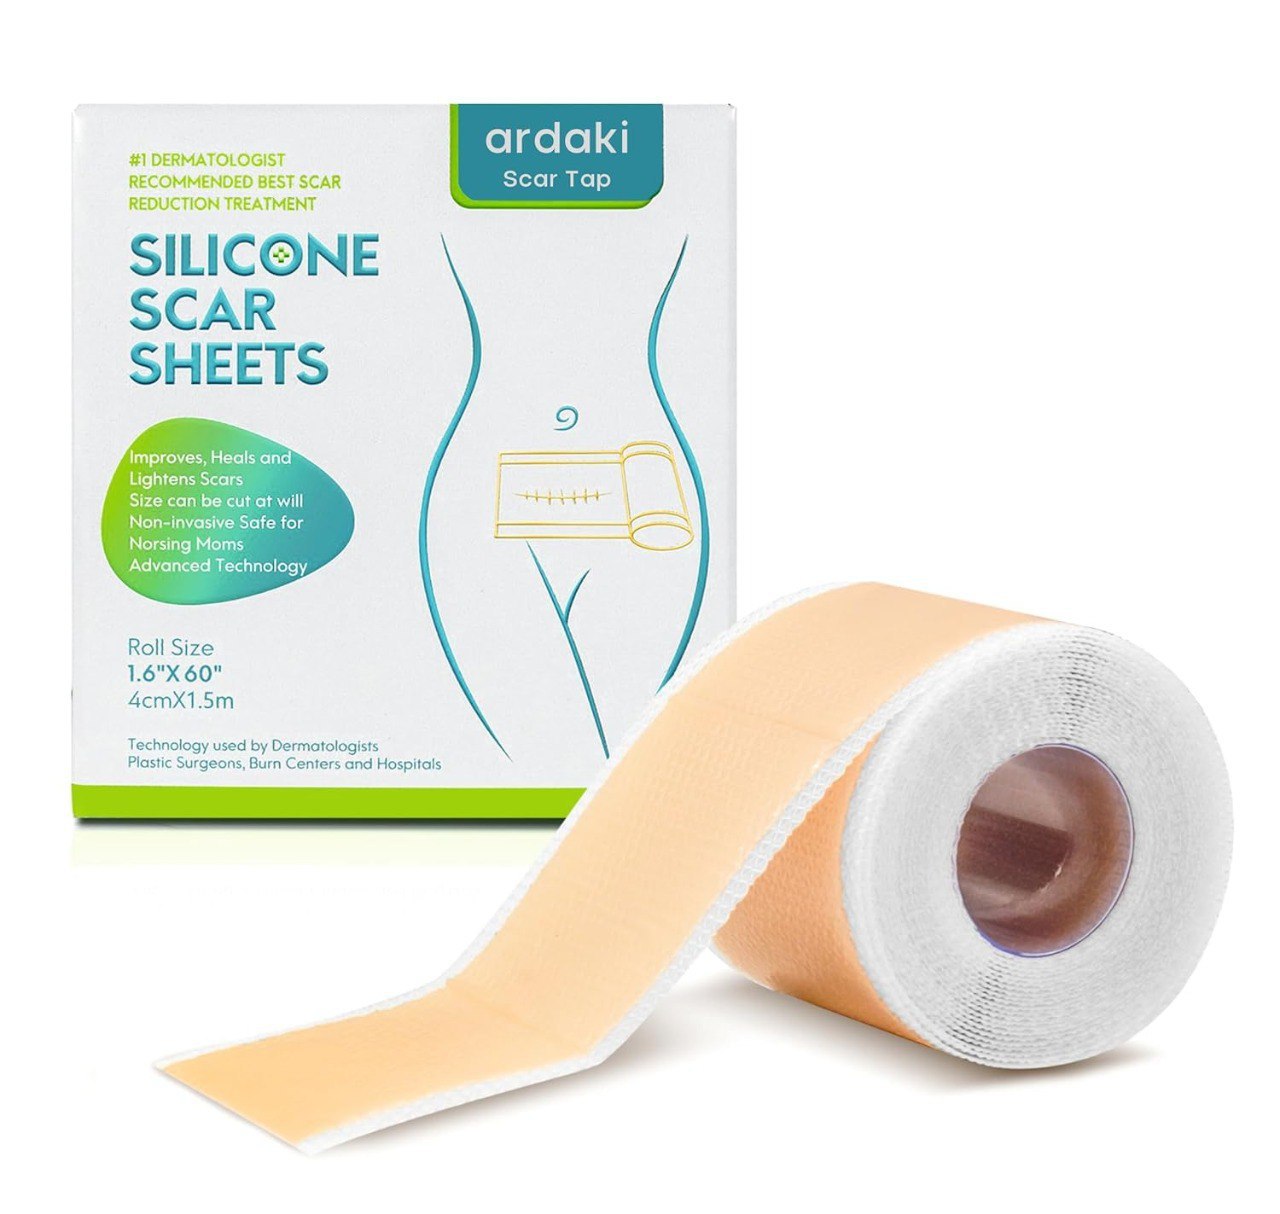 ardaki
Scar Tap
#1 DERMATOLOGIST
RECOMMENDED BEST SCAR
REDUCTION TREATMENT
SILICONE
SCAR
SHEETS
Improves, Heals and
Lightens Scars
Size can be cut at will
Non-invasive Safe for
Norsing Moms
Advanced Technology
Roll Size
1.6"X 60"
4cmX1.5m
Technology used by Dermatologists
Plastic Surgeons, Burn Centers and Hospitals